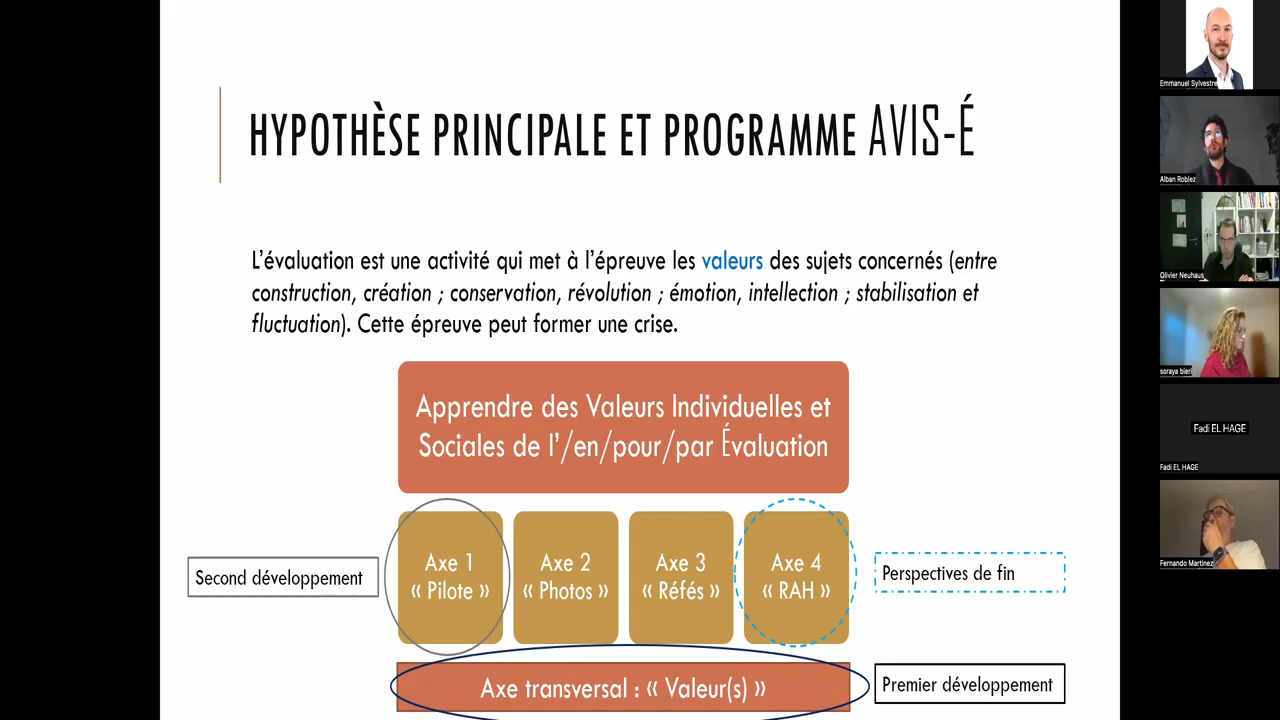 HYPOTHÈSE PRINCIPALE ET PROGRAMME AVIS-É
L'évaluation est une activité qui met à l'épreuve les valeurs des sujets concernés (entre
construction, création ; conservation, révolution ; émotion, intellection ; stabilisation et
fluctuation). Cette épreuve peut former une crise.
Apprendre des Valeurs Individuelles et
Sociales de l'/en/pour/par Évaluation
Second développement
Axe 1
« Pilote »
Axe 2
« Photos »
Axe 3
« Réfés »
Axe 4
« RAH »
Perspectives de fin
Axe transversal : « Valeur(s) »
Premier développement
Emmanuel Sylvestre
Alban Roblez
Olivier Neuhaus
soraya bieri
Fadi EL HAGE
Fadi EL HAGE
Fernando Martinez